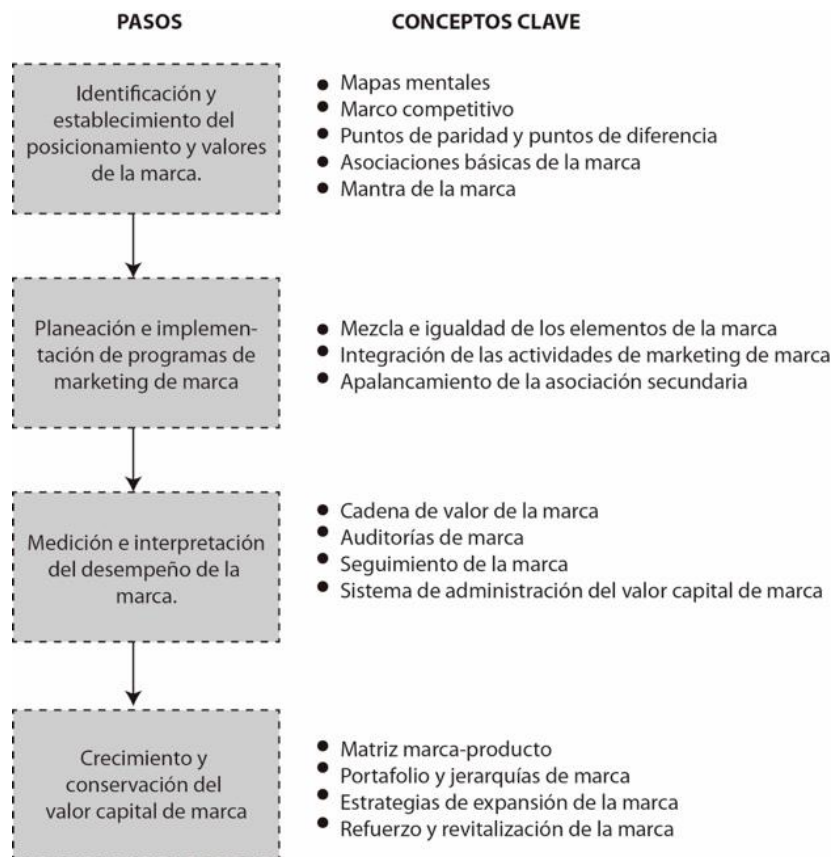 PASOS
CONCEPTOS CLAVE
Identificación y
establecimiento del
posicionamiento y valores
de la marca.
● Mapas mentales
● Marco competitivo
● Puntos de paridad y puntos de diferencia
● Asociaciones básicas de la marca
● Mantra de la marca
Planeación e implemen-
tación de programas de
marketing de marca
● Mezcla e igualdad de los elementos de la marca
● Integración de las actividades de marketing de marca
● Apalancamiento de la asociación secundaria
Medición e interpretación
del desempeño de la
marca.
● Cadena de valor de la marca
● Auditorías de marca
● Seguimiento de la marca
● Sistema de administración del valor capital de marca
Crecimiento y
conservación del
valor capital de marca
● Matriz marca-producto
● Portafolio y jerarquías de marca
● Estrategias de expansión de la marca
● Refuerzo y revitalización de la marca